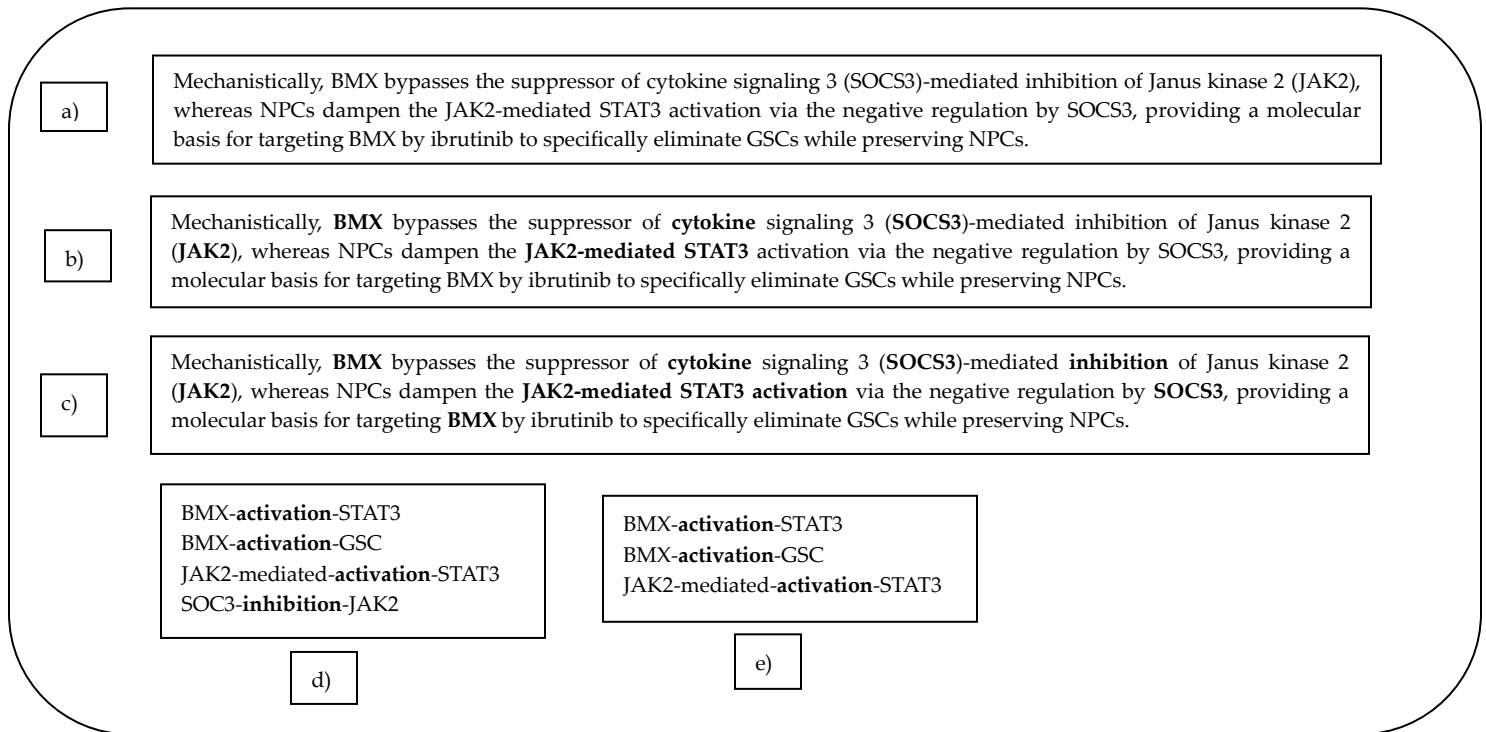 a)
Mechanistically, BMX bypasses the suppressor of cytokine signaling 3 (SOCS3)-mediated inhibition of Janus kinase 2 (JAK2),
whereas NPCs dampen the JAK2-mediated STAT3 activation via the negative regulation by SOCS3, providing a molecular
basis for targeting BMX by ibrutinib to specifically eliminate GSCs while preserving NPCs.
b)
Mechanistically, BMX bypasses the suppressor of cytokine signaling 3 (SOCS3)-mediated inhibition of Janus kinase 2
(JAK2), whereas NPCs dampen the JAK2-mediated STAT3 activation via the negative regulation by SOCS3, providing a
molecular basis for targeting BMX by ibrutinib to specifically eliminate GSCs while preserving NPCs.
c)
Mechanistically, BMX bypasses the suppressor of cytokine signaling 3 (SOCS3)-mediated inhibition of Janus kinase 2
(JAK2), whereas NPCs dampen the JAK2-mediated STAT3 activation via the negative regulation by SOCS3, providing a
molecular basis for targeting BMX by ibrutinib to specifically eliminate GSCs while preserving NPCs.
BMX-activation-STAT3
BMX-activation-GSC
JAK2-mediated-activation-STAT3
SOC3-inhibition-JAK2
d)
BMX-activation-STAT3
BMX-activation-GSC
JAK2-mediated-activation-STAT3
e)